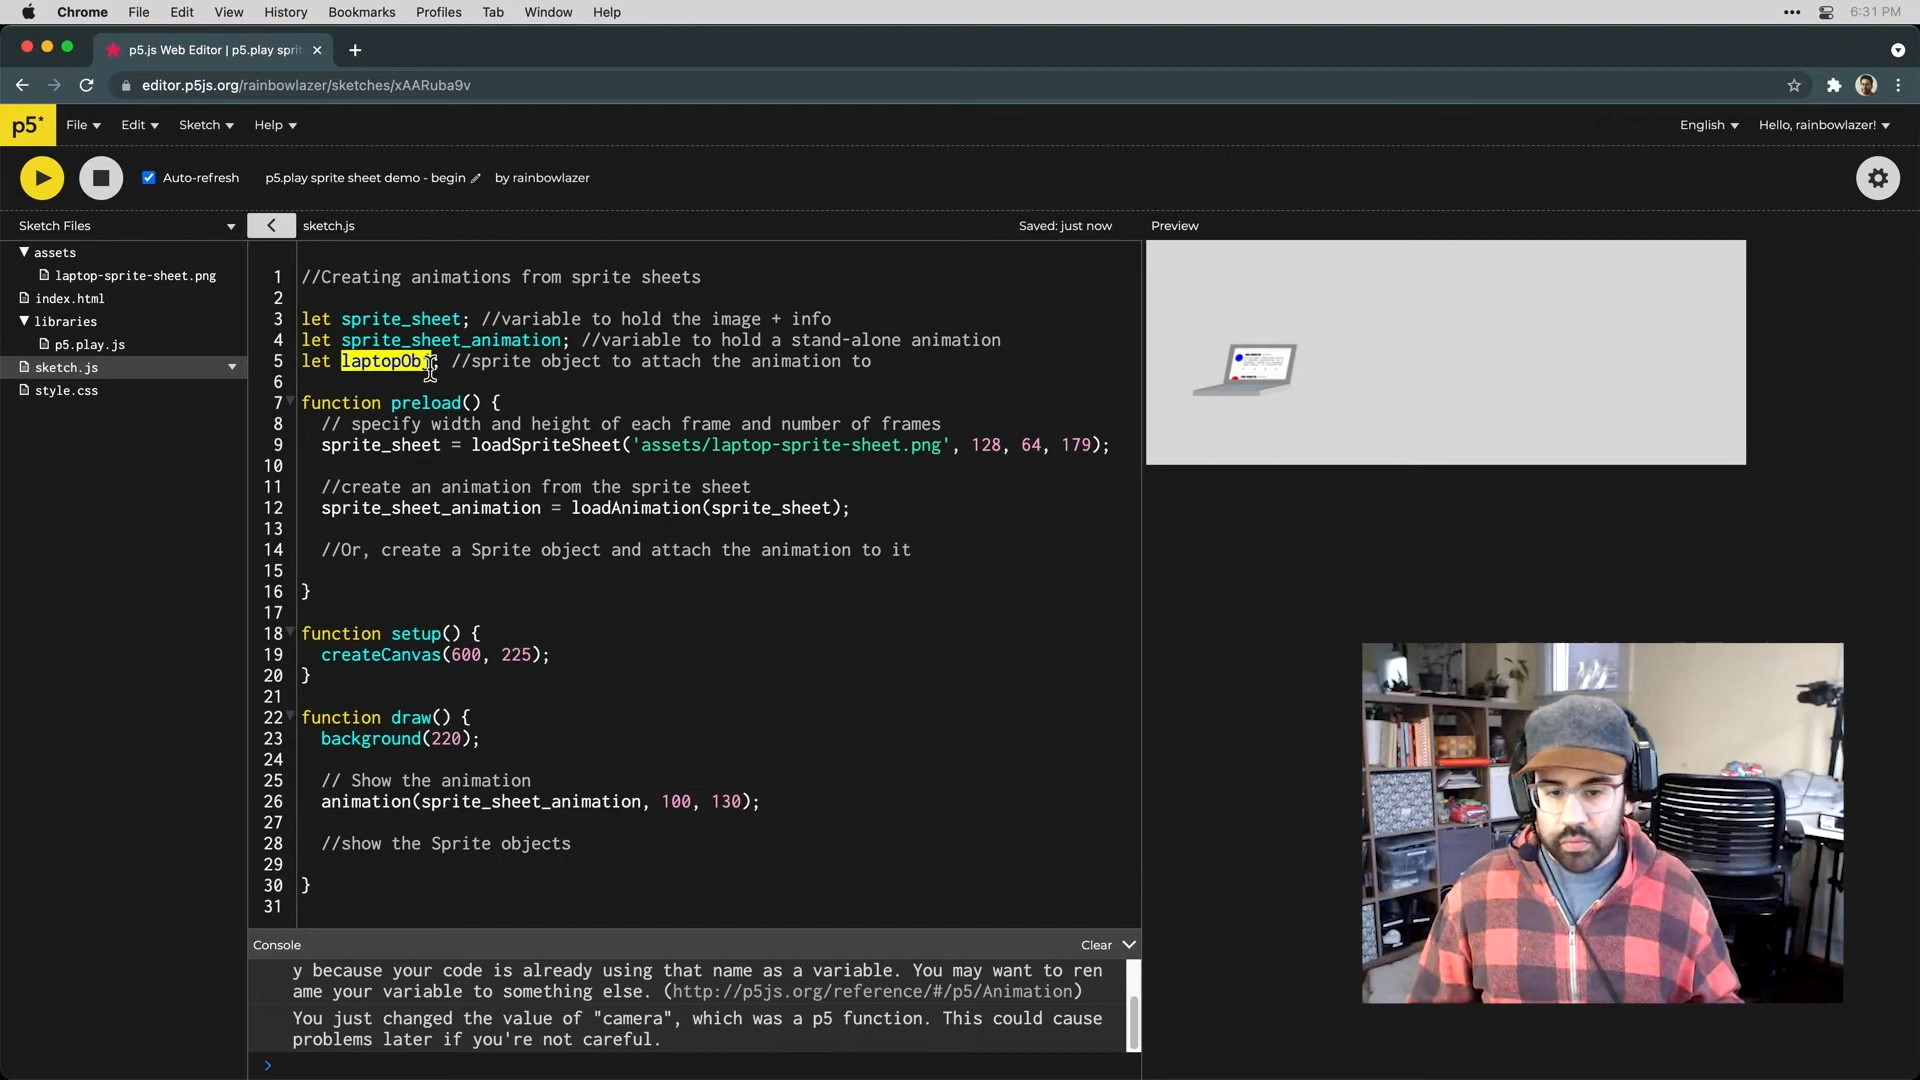 Chrome File Edit View History Bookmarks Profiles Tab Window Help 6:31 PM
p5.js Web Editor | p5.play sprit
editor.p5js.org/rainbowlazer/sketches/xAARuba9v
p5* File Edit Sketch Help English Hello, rainbowlazer!
Auto-refresh p5.play sprite sheet demo - begin by rainbowlazer
Sketch Files sketch.js Saved: just now Preview
assets
laptop-sprite-sheet.png
index.html
libraries
p5.play.js
sketch.js
style.css
1 //Creating animations from sprite sheets
2
3 let sprite_sheet; //variable to hold the image + info
4 let sprite_sheet_animation; //variable to hold a stand-alone animation
5 let laptopObj; //sprite object to attach the animation to
6
7 function preload() {
8 // specify width and height of each frame and number of frames
9 sprite_sheet = loadSpriteSheet('assets/laptop-sprite-sheet.png', 128, 64, 179);
10
11 //create an animation from the sprite sheet
12 sprite_sheet_animation = loadAnimation(sprite_sheet);
13
14 //Or, create a Sprite object and attach the animation to it
15
16 }
17
18 function setup() {
19 createCanvas(600, 225);
20 }
21
22 function draw() {
23 background(220);
24
25 // Show the animation
26 animation(sprite_sheet_animation, 100, 130);
27
28 //show the Sprite objects
29
30 }
31
Console Clear
y because your code is already using that name as a variable. You may want to ren
ame your variable to something else. (http://p5js.org/reference/#/p5/Animation)
You just changed the value of "camera", which was a p5 function. This could cause
problems later if you're not careful.
>